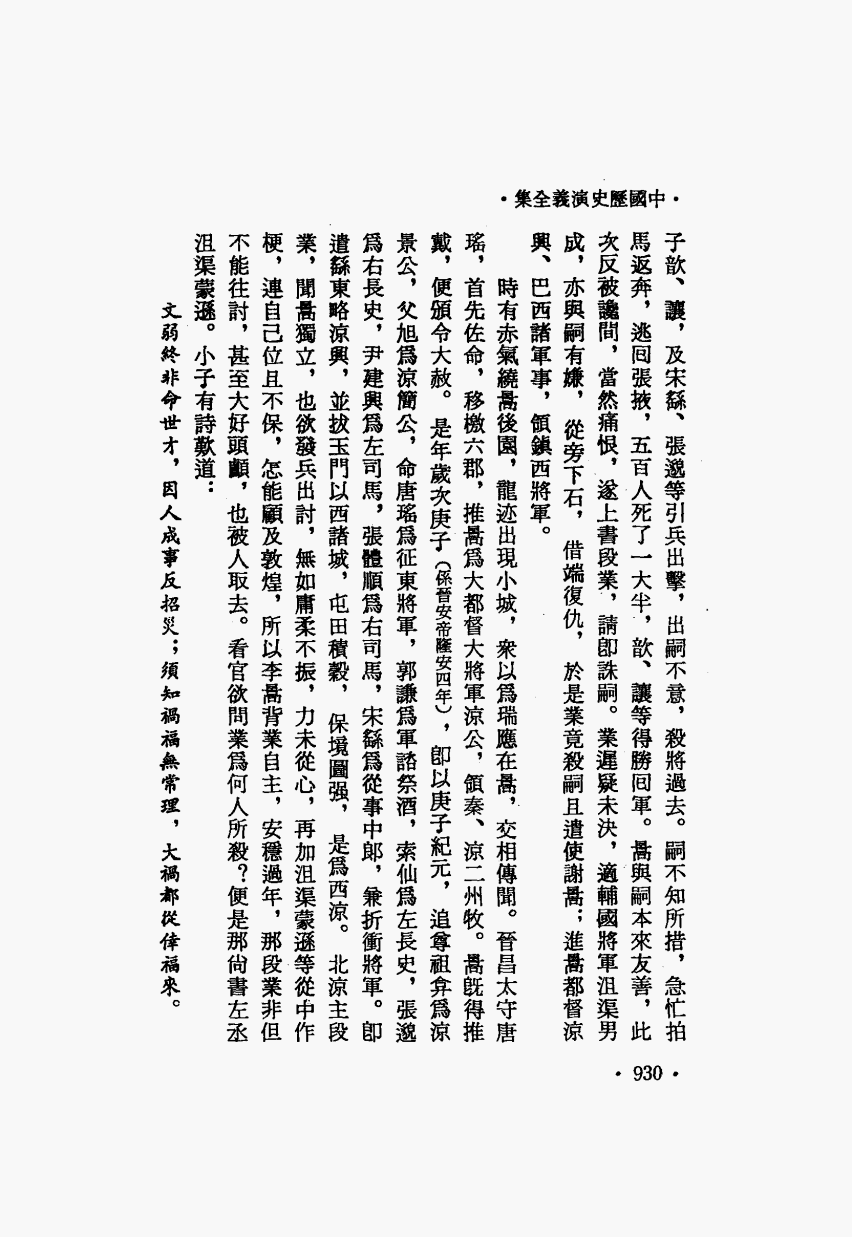 ·中國歷史演義全集·
子歆、讓，及宋繇、張邈等引兵出擊，出嗣不意，殺將過去。嗣不知所措，急忙拍
馬返奔，逃囘張掖，五百人死了一大半，歆、讓等得勝囘軍。暠與嗣本來友善，此
次反被讒間，當然痛恨，遂上書段業，請卽誅嗣。業遲疑未決，適輔國將軍沮渠男
成，亦與嗣有嫌，從旁下石，借端復仇，於是業竟殺嗣且遣使謝暠；進暠都督涼
興、巴西諸軍事，領鎮西將軍。
時有赤氣繞暠後園，龍迹出現小城，衆以爲瑞應在暠，交相傳聞。晉昌太守唐
瑤，首先佐命，移檄六郡，推暠爲大都督大將軍涼公，領秦、涼二州牧。暠旣得推
戴，便頒令大赦。是年歲次庚子（係晉安帝隆安四年），卽以庚子紀元，追尊祖弇爲涼
景公，父旭爲涼簡公，命唐瑤爲征東將軍，郭謙爲軍諮祭酒，索仙爲左長史，張邈
爲右長史，尹建興爲左司馬，張體順爲右司馬，宋繇爲從事中郎，兼折衝將軍。卽
遣繇東略涼興，並拔玉門以西諸城，屯田積穀，保境圖强，是爲西涼。北涼主段
業，聞暠獨立，也欲發兵出討，無如庸柔不振，力未從心，再加沮渠蒙遜等從中作
梗，連自己位且不保，怎能顧及敦煌，所以李暠背業自主，安穩過年，那段業非但
不能往討，甚至大好頭顱，也被人取去。看官欲問業爲何人所殺？便是那尙書左丞
沮渠蒙遜。小子有詩歎道：
文弱終非命世才，因人成事反招災；須知禍福無常理，大禍都從倖福來。
·930·